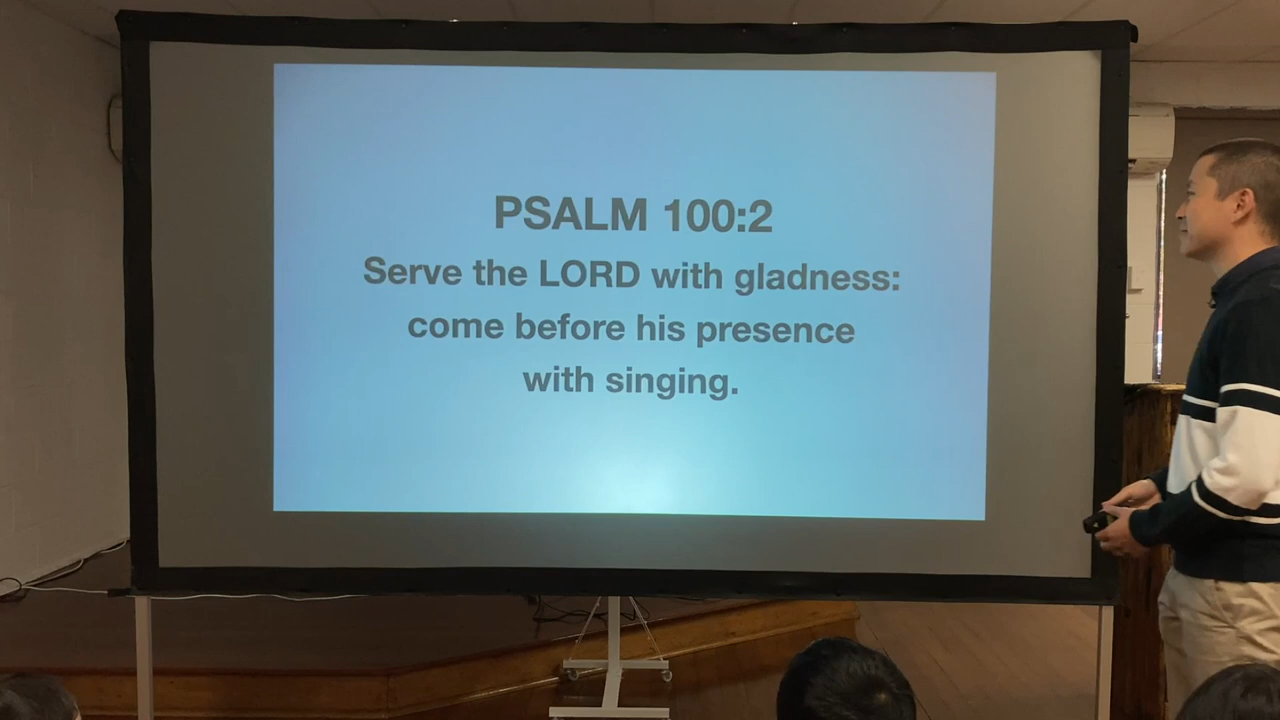 PSALM 100:2
Serve the LORD with gladness:
come before his presence
with singing.